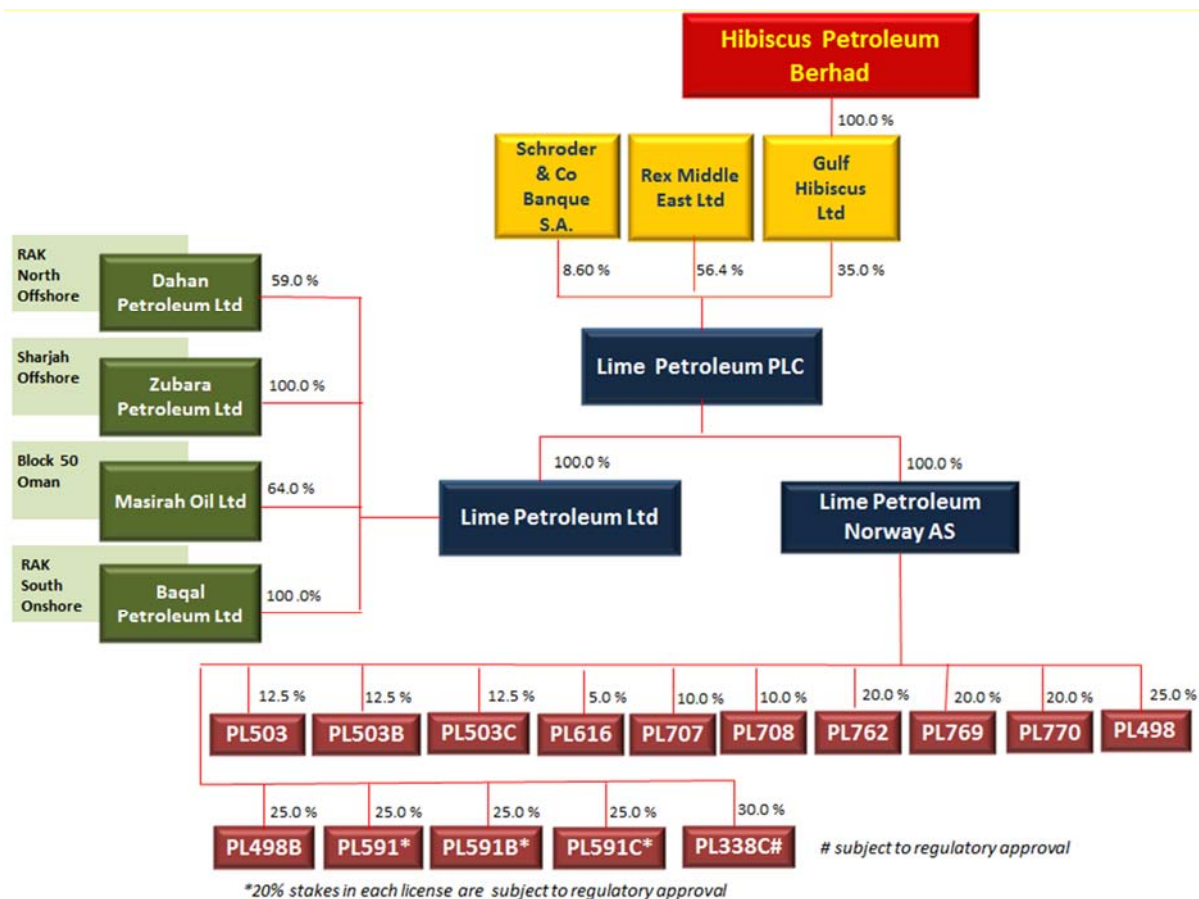 Hibiscus Petroleum
Berhad
100.0 %
Schroder
& Co
Banque
S.A.
Rex Middle
East Ltd
Gulf
Hibiscus
Ltd
8.60 %
56.4 %
35.0 %
RAK
North
Offshore
Dahan
Petroleum Ltd
59.0 %
Sharjah
Offshore
Zubara
Petroleum Ltd
100.0 %
Block 50
Oman
Masirah Oil Ltd
64.0 %
RAK
South
Onshore
Baqal
Petroleum Ltd
100 .0%
Lime Petroleum PLC
100.0 %
100.0 %
Lime Petroleum Ltd
Lime Petroleum
Norway AS
12.5 %
12.5 %
12.5 %
5.0 %
10.0 %
10.0 %
20.0 %
20.0 %
20.0 %
25.0 %
PL503
PL503B
PL503C
PL616
PL707
PL708
PL762
PL769
PL770
PL498
25.0 %
25.0 %
25.0 %
25.0 %
30.0 %
PL498B
PL591*
PL591B*
PL591C*
PL338C#
# subject to regulatory approval
*20% stakes in each license are subject to regulatory approval